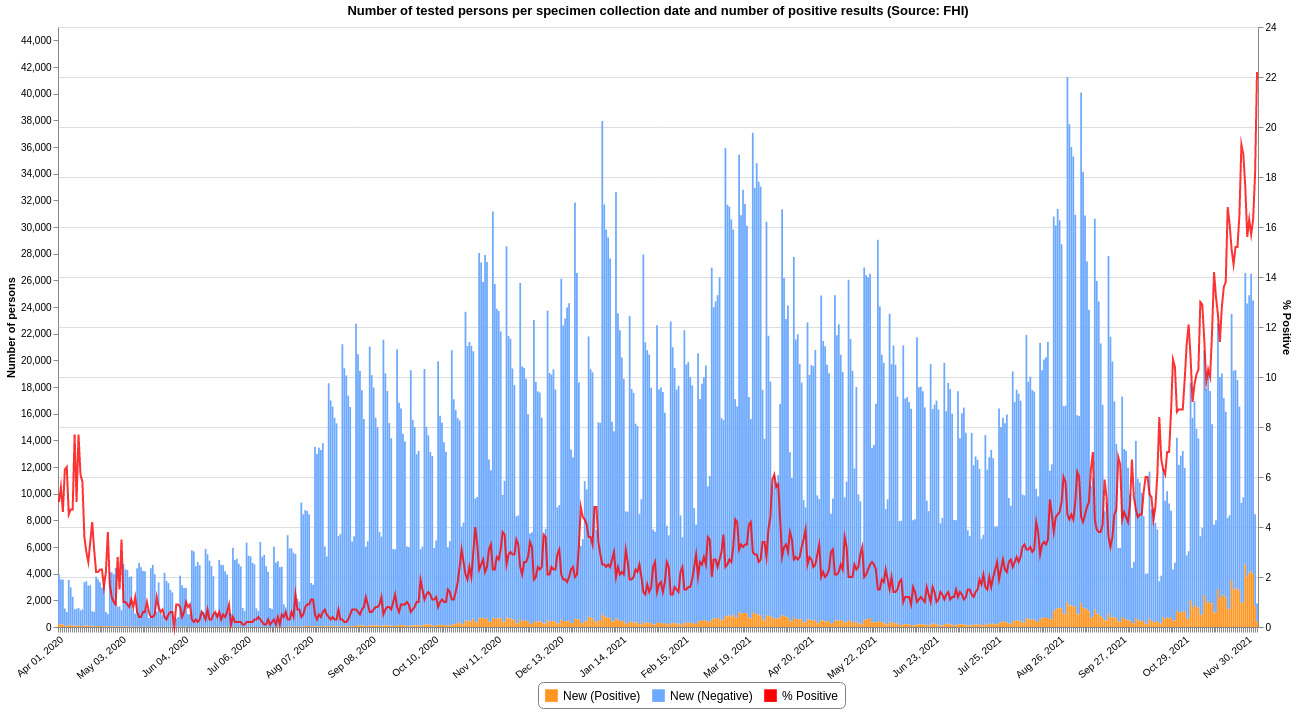 Number of tested persons per specimen collection date and number of positive results (Source: FHI)
Number of persons
44,000
42,000
40,000
38,000
36,000
34,000
32,000
30,000
28,000
26,000
24,000
22,000
20,000
18,000
16,000
14,000
12,000
10,000
8,000
6,000
4,000
2,000
0
24
22
20
18
16
14
12
10
8
6
4
2
0
% Positive
Apr 01, 2020
May 03, 2020
Jun 04, 2020
Jul 06, 2020
Aug 07, 2020
Sep 08, 2020
Oct 10, 2020
Nov 11, 2020
Dec 13, 2020
Jan 14, 2021
Feb 15, 2021
Mar 19, 2021
Apr 20, 2021
May 22, 2021
Jun 23, 2021
Jul 25, 2021
Aug 26, 2021
Sep 27, 2021
Oct 29, 2021
Nov 30, 2021
New (Positive) New (Negative) % Positive